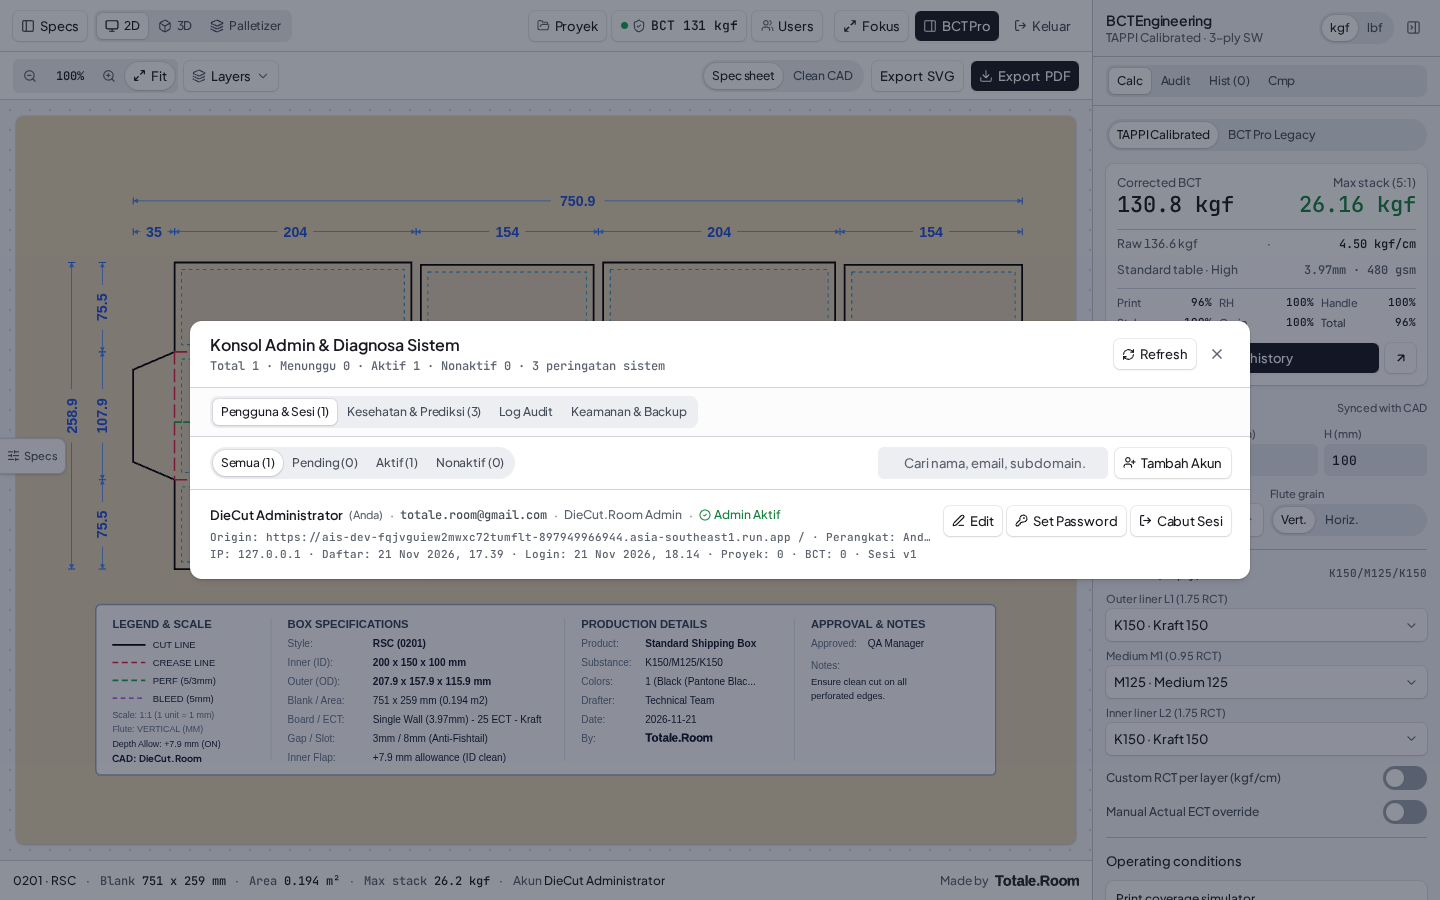 Specs 2D 3D Palletizer Proyek BCT 131 kgf Users Fokus BCTPro Keluar
BCTEngineering
TAPPI Calibrated · 3-ply SW
kgf lbf
100% Fit Layers Spec sheet Clean CAD Export SVG Export PDF
Calc Audit Hist (0) Cmp
TAPPI Calibrated BCT Pro Legacy
Corrected BCT Max stack (5:1)
130.8 kgf 26.16 kgf
Raw 136.6 kgf · 4.50 kgf/cm
Standard table · High 3.97mm · 480 gsm
Print 96% RH 100% Handle 100%
100% Total 96%
history
Synced with CAD
H (mm)
100
Flute grain
Vert. Horiz.
K150/M125/K150
Outer liner L1 (1.75 RCT)
K150 · Kraft 150
Medium M1 (0.95 RCT)
M125 · Medium 125
Inner liner L2 (1.75 RCT)
K150 · Kraft 150
Custom RCT per layer (kgf/cm)
Manual Actual ECT override
Operating conditions
Print coverage simulator
750.9
35 204 154 204 154
75.5
258.9
107.9
75.5
Specs
Konsol Admin & Diagnosa Sistem
Total 1 · Menunggu 0 · Aktif 1 · Nonaktif 0 · 3 peringatan sistem
Refresh
Pengguna & Sesi (1) Kesehatan & Prediksi (3) Log Audit Keamanan & Backup
Semua (1) Pending (0) Aktif (1) Nonaktif (0)
Cari nama, email, subdomain.
Tambah Akun
DieCut Administrator (Anda) · totale.room@gmail.com · DieCut.Room Admin · Admin Aktif
Origin: https://ais-dev-fqjvguiew2mwxc72tumflt-897949966944.asia-southeast1.run.app / · Perangkat: And…
IP: 127.0.0.1 · Daftar: 21 Nov 2026, 17.39 · Login: 21 Nov 2026, 18.14 · Proyek: 0 · BCT: 0 · Sesi v1
Edit Set Password Cabut Sesi
LEGEND & SCALE
CUT LINE
CREASE LINE
PERF (5/3mm)
BLEED (5mm)
Scale: 1:1 (1 unit = 1 mm)
Flute: VERTICAL (MM)
Depth Allow: +7.9 mm (ON)
CAD: DieCut.Room
BOX SPECIFICATIONS
Style: RSC (0201)
Inner (ID): 200 x 150 x 100 mm
Outer (OD): 207.9 x 157.9 x 115.9 mm
Blank / Area: 751 x 259 mm (0.194 m2)
Board / ECT: Single Wall (3.97mm) - 25 ECT - Kraft
Gap / Slot: 3mm / 8mm (Anti-Fishtail)
Inner Flap: +7.9 mm allowance (ID clean)
PRODUCTION DETAILS
Product: Standard Shipping Box
Substance: K150/M125/K150
Colors: 1 (Black (Pantone Blac...
Drafter: Technical Team
Date: 2026-11-21
By: Totale.Room
APPROVAL & NOTES
Approved: QA Manager
Notes:
Ensure clean cut on all
perforated edges.
0201 · RSC · Blank 751 x 259 mm · Area 0.194 m² · Max stack 26.2 kgf · Akun DieCut Administrator
Made by Totale.Room